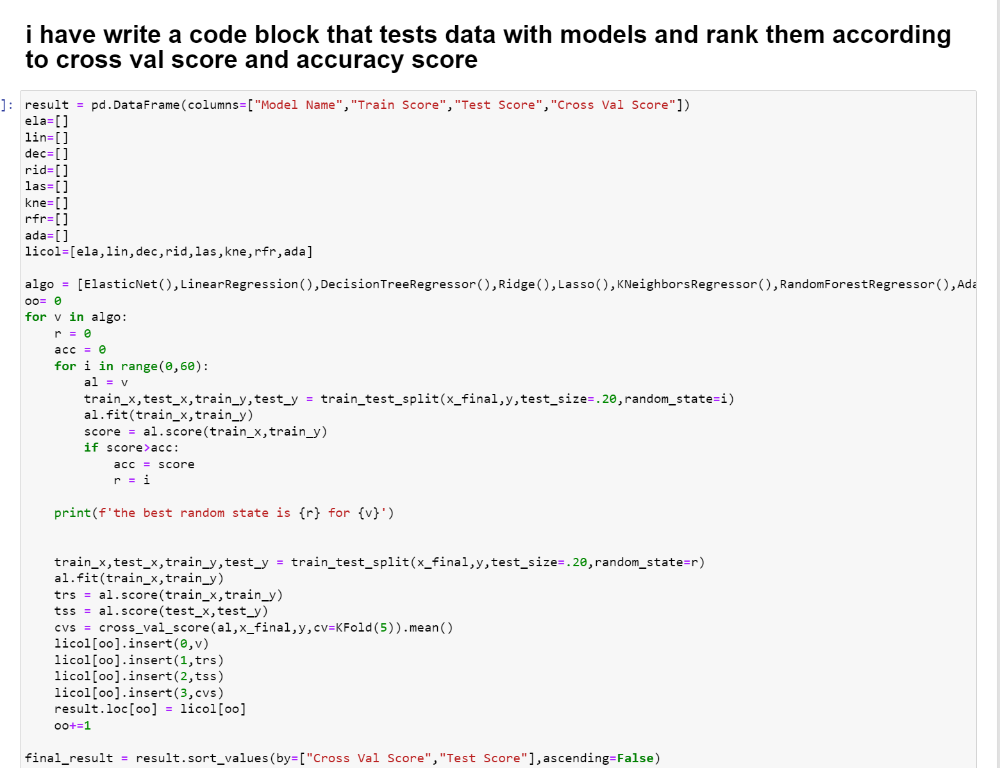 i have write a code block that tests data with models and rank them according
to cross val score and accuracy score
]: result = pd.DataFrame(columns=["Model Name","Train Score","Test Score","Cross Val Score"])
ela=[]
lin=[]
dec=[]
rid=[]
las=[]
kne=[]
rfr=[]
ada=[]
licol=[ela,lin,dec,rid,las,kne,rfr,ada]
algo = [ElasticNet(),LinearRegression(),DecisionTreeRegressor(),Ridge(),Lasso(),KNeighborsRegressor(),RandomForestRegressor(),Ada
oo= 0
for v in algo:
    r = 0
    acc = 0
    for i in range(0,60):
        al = v
        train_x,test_x,train_y,test_y = train_test_split(x_final,y,test_size=.20,random_state=i)
        al.fit(train_x,train_y)
        score = al.score(train_x,train_y)
        if score>acc:
            acc = score
            r = i
    print(f'the best random state is {r} for {v}')
    train_x,test_x,train_y,test_y = train_test_split(x_final,y,test_size=.20,random_state=r)
    al.fit(train_x,train_y)
    trs = al.score(train_x,train_y)
    tss = al.score(test_x,test_y)
    cvs = cross_val_score(al,x_final,y,cv=KFold(5)).mean()
    licol[oo].insert(0,v)
    licol[oo].insert(1,trs)
    licol[oo].insert(2,tss)
    licol[oo].insert(3,cvs)
    result.loc[oo] = licol[oo]
    oo+=1
final_result = result.sort_values(by=["Cross Val Score","Test Score"],ascending=False)